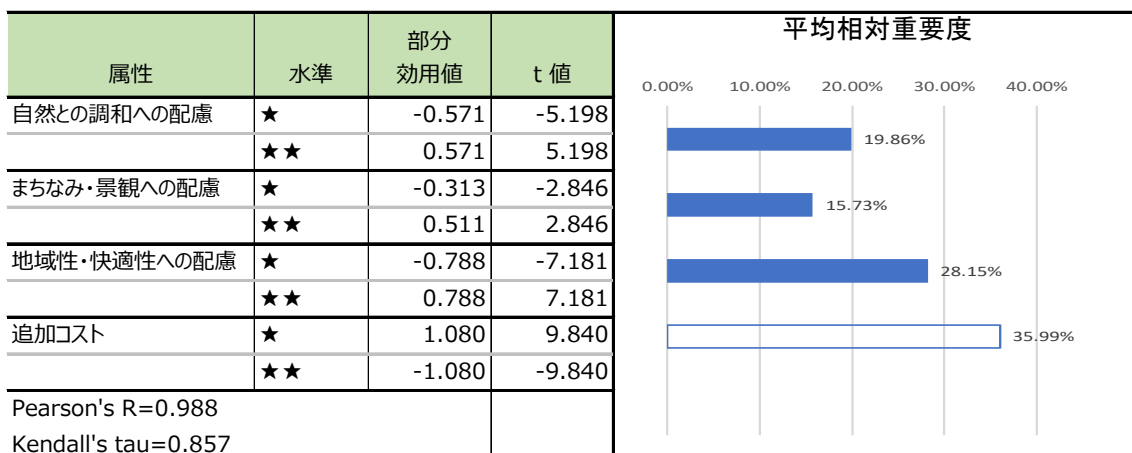 平均相対重要度
属性 水準 部分効用値 t 値
自然との調和への配慮 ★ -0.571 -5.198
★★ 0.571 5.198
まちなみ・景観への配慮 ★ -0.313 -2.846
★★ 0.511 2.846
地域性・快適性への配慮 ★ -0.788 -7.181
★★ 0.788 7.181
追加コスト ★ 1.080 9.840
★★ -1.080 -9.840
Pearson's R=0.988
Kendall's tau=0.857
0.00% 10.00% 20.00% 30.00% 40.00%
19.86%
15.73%
28.15%
35.99%